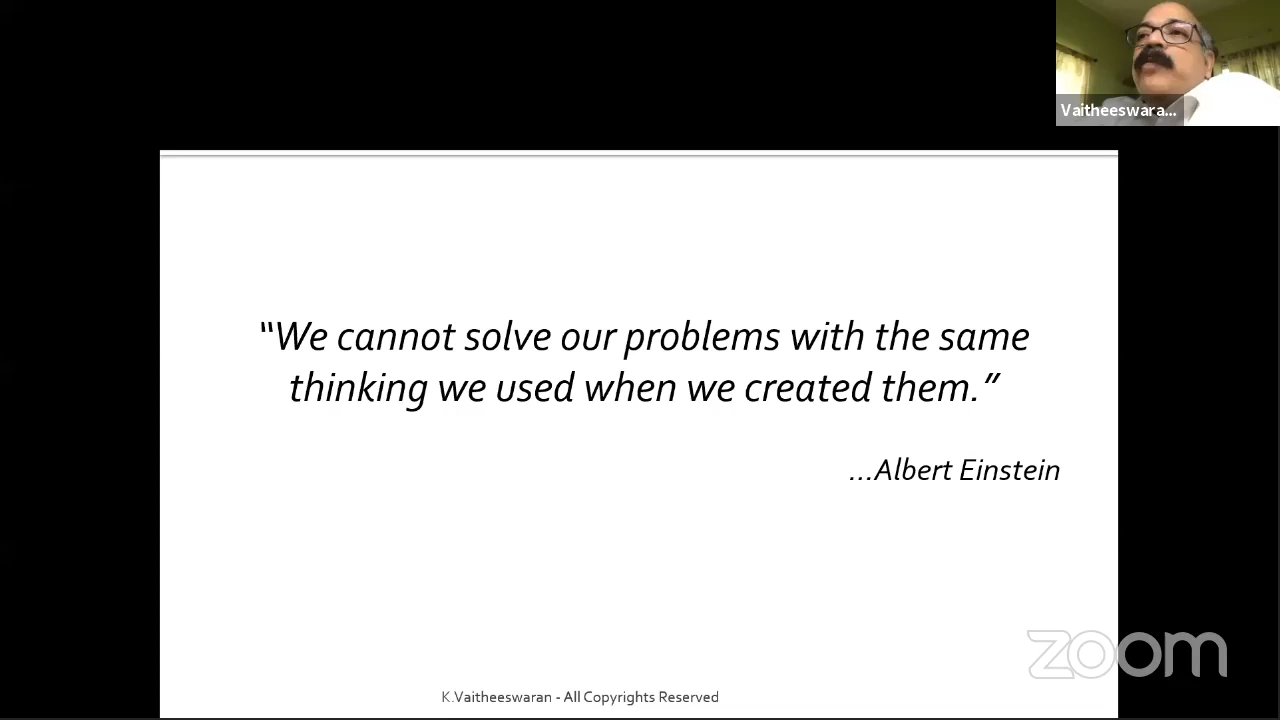 Vaitheeswara...
“We cannot solve our problems with the same
thinking we used when we created them.”
...Albert Einstein
zoom
K.Vaitheeswaran - All Copyrights Reserved